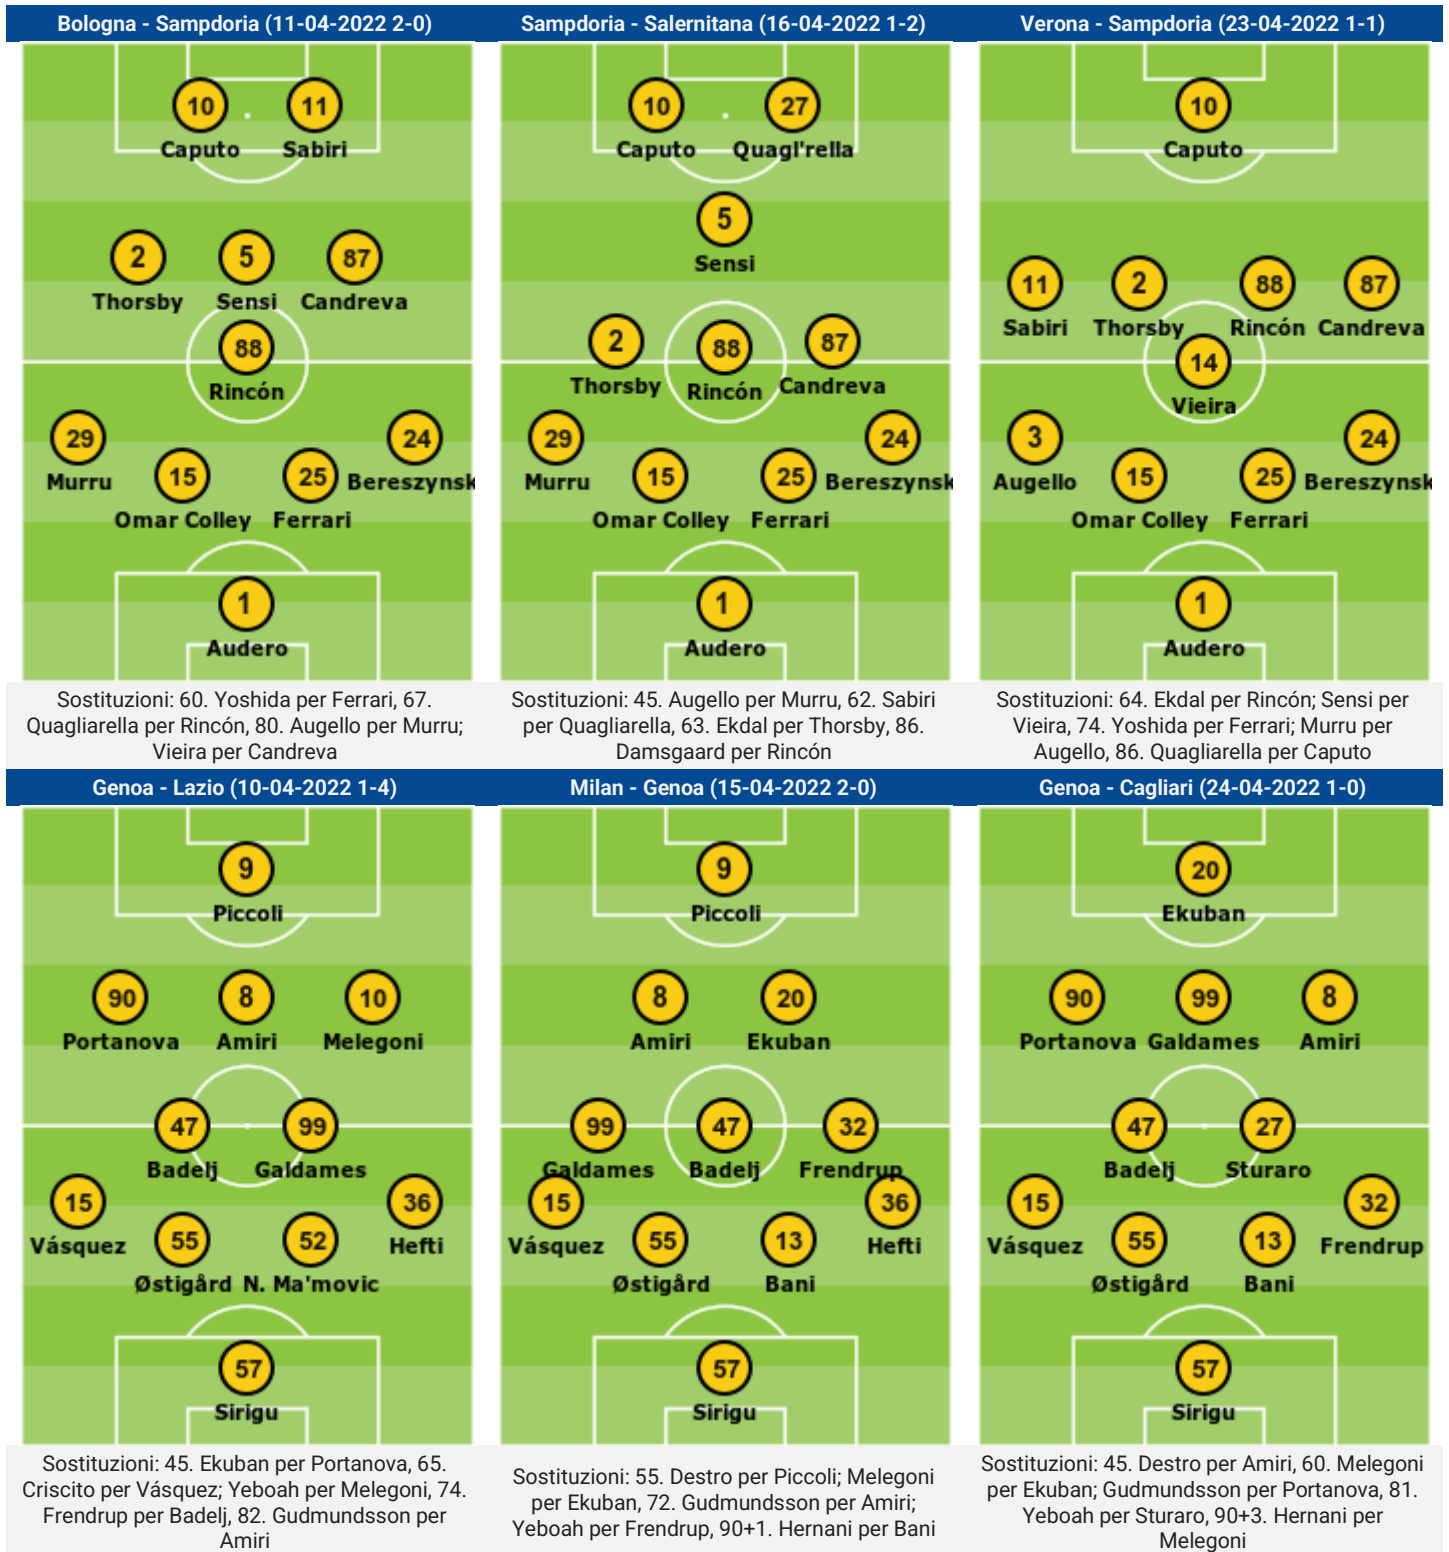 Bologna - Sampdoria (11-04-2022 2-0)
10
11
Caputo
Sabiri
2
5
87
Thorsby
Sensi
Candreva
88
Rincón
29
24
Murru
15
25
Bereszynsk
Omar Colley
Ferrari
1
Audero
Sostituzioni: 60. Yoshida per Ferrari, 67.
Quagliarella per Rincón, 80. Augello per Murru;
Vieira per Candreva
Sampdoria - Salernitana (16-04-2022 1-2)
10
27
Caputo
Quagl'rella
5
Sensi
2
88
87
Thorsby
Rincón
Candreva
29
24
Murru
15
25
Bereszynsk
Omar Colley
Ferrari
1
Audero
Sostituzioni: 45. Augello per Murru, 62. Sabiri
per Quagliarella, 63. Ekdal per Thorsby, 86.
Damsgaard per Rincón
Verona - Sampdoria (23-04-2022 1-1)
10
Caputo
11
2
88
87
Sabiri
Thorsby
Rincón
Candreva
14
Vieira
3
24
Augello
15
25
Bereszynsk
Omar Colley
Ferrari
1
Audero
Sostituzioni: 64. Ekdal per Rincón; Sensi per
Vieira, 74. Yoshida per Ferrari; Murru per
Augello, 86. Quagliarella per Caputo
Genoa - Lazio (10-04-2022 1-4)
9
Piccoli
90
8
10
Portanova
Amiri
Melegoni
47
99
Badelj
Galdames
15
36
Vásquez
55
52
Hefti
Østigård
N. Ma'movic
57
Sirigu
Sostituzioni: 45. Ekuban per Portanova, 65.
Criscito per Vásquez; Yeboah per Melegoni, 74.
Frendrup per Badelj, 82. Gudmundsson per
Amiri
Milan - Genoa (15-04-2022 2-0)
9
Piccoli
8
20
Amiri
Ekuban
99
47
32
Galdames
Badelj
Frendrup
15
36
Vásquez
55
13
Hefti
Østigård
Bani
57
Sirigu
Sostituzioni: 55. Destro per Piccoli; Melegoni
per Ekuban, 72. Gudmundsson per Amiri;
Yeboah per Frendrup, 90+1. Hernani per Bani
Genoa - Cagliari (24-04-2022 1-0)
20
Ekuban
90
99
8
Portanova
Galdames
Amiri
47
27
Badelj
Sturaro
15
32
Vásquez
55
13
Frendrup
Østigård
Bani
57
Sirigu
Sostituzioni: 45. Destro per Amiri, 60. Melegoni
per Ekuban; Gudmundsson per Portanova, 81.
Yeboah per Sturaro, 90+3. Hernani per
Melegoni